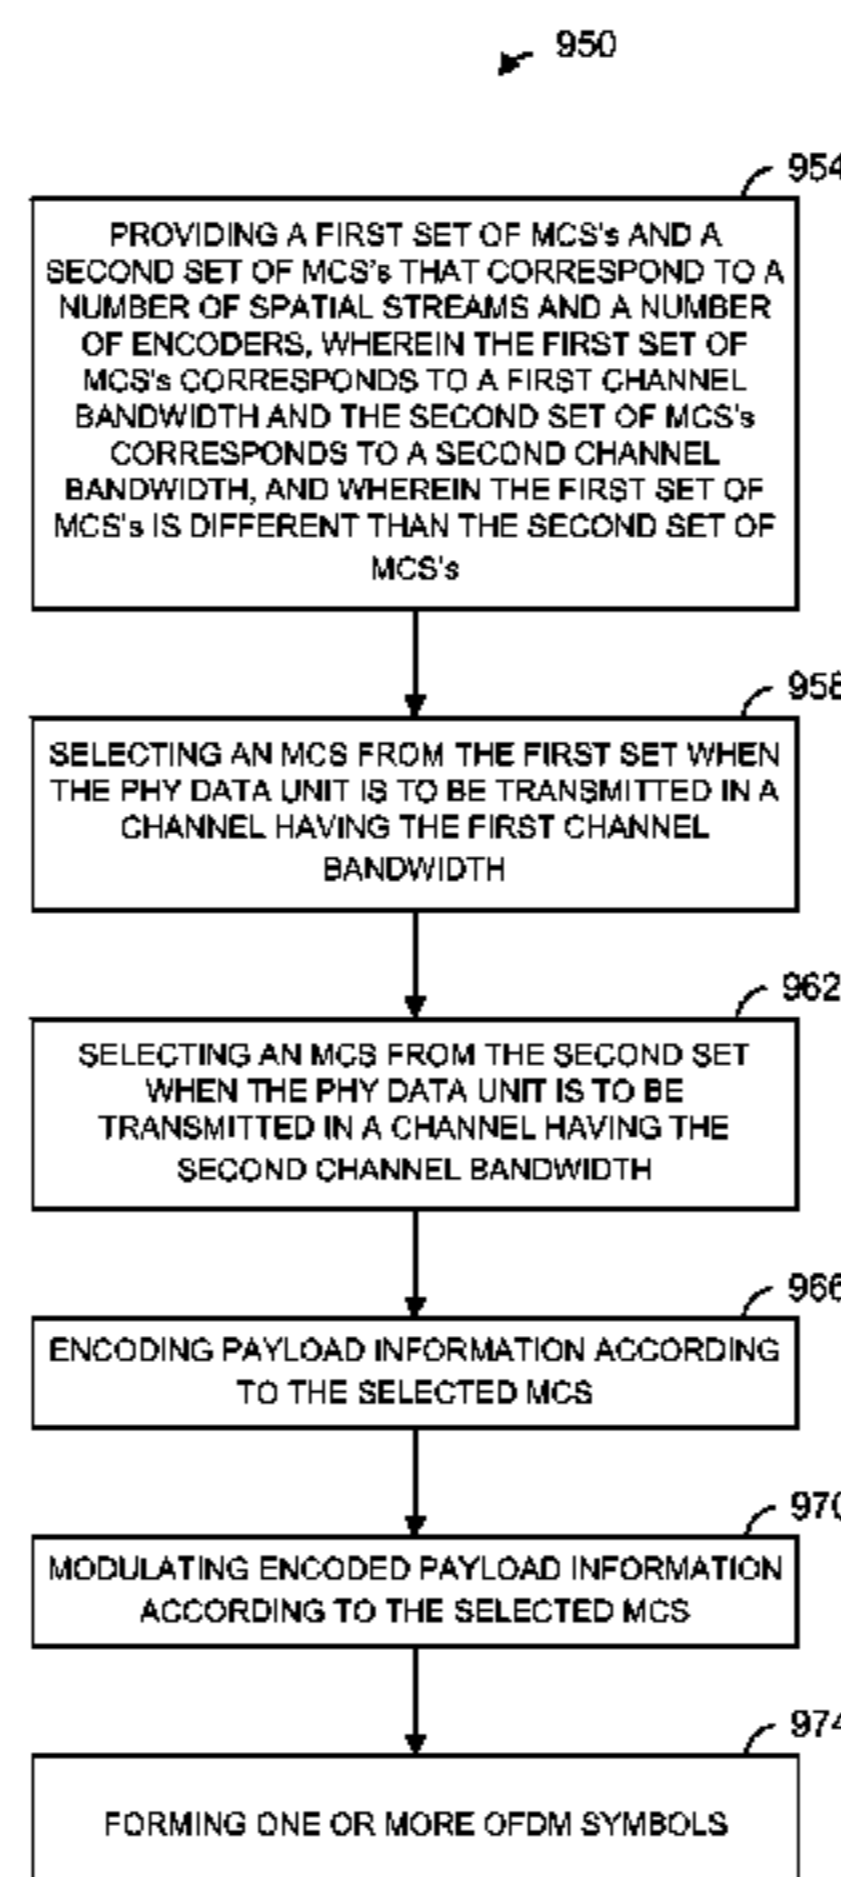 950
954
PROVIDING A FIRST SET OF MCS's AND A
SECOND SET OF MCS's THAT CORRESPOND TO A
NUMBER OF SPATIAL STREAMS AND A NUMBER
OF ENCODERS, WHEREIN THE FIRST SET OF
MCS's CORRESPONDS TO A FIRST CHANNEL
BANDWIDTH AND THE SECOND SET OF MCS's
CORRESPONDS TO A SECOND CHANNEL
BANDWIDTH, AND WHEREIN THE FIRST SET OF
MCS's IS DIFFERENT THAN THE SECOND SET OF
MCS's
958
SELECTING AN MCS FROM THE FIRST SET WHEN
THE PHY DATA UNIT IS TO BE TRANSMITTED IN A
CHANNEL HAVING THE FIRST CHANNEL
BANDWIDTH
962
SELECTING AN MCS FROM THE SECOND SET
WHEN THE PHY DATA UNIT IS TO BE
TRANSMITTED IN A CHANNEL HAVING THE
SECOND CHANNEL BANDWIDTH
966
ENCODING PAYLOAD INFORMATION ACCORDING
TO THE SELECTED MCS
970
MODULATING ENCODED PAYLOAD INFORMATION
ACCORDING TO THE SELECTED MCS
974
FORMING ONE OR MORE OFDM SYMBOLS